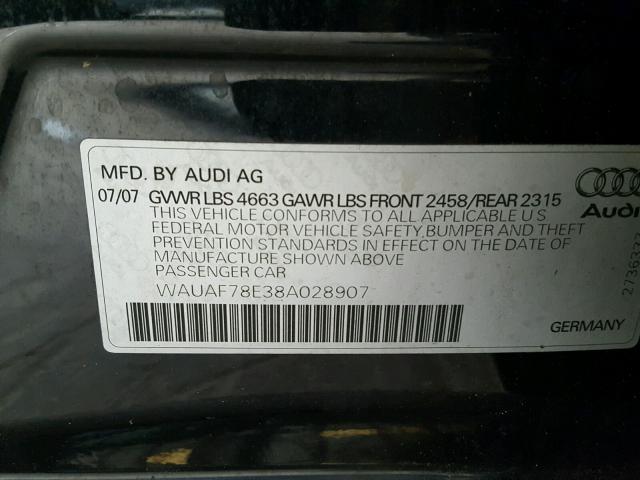 MFD. BY AUDI AG
07/07 GVWR LBS 4663 GAWR LBS FRONT 2458/REAR 2315
THIS VEHICLE CONFORMS TO ALL APPLICABLE U S
FEDERAL MOTOR VEHICLE SAFETY,BUMPER AND THEFT
PREVENTION STANDARDS IN EFFECT ON THE DATE OF
MANUFACTURE SHOWN ABOVE
PASSENGER CAR
WAUAF78E38A028907
Audi
GERMANY